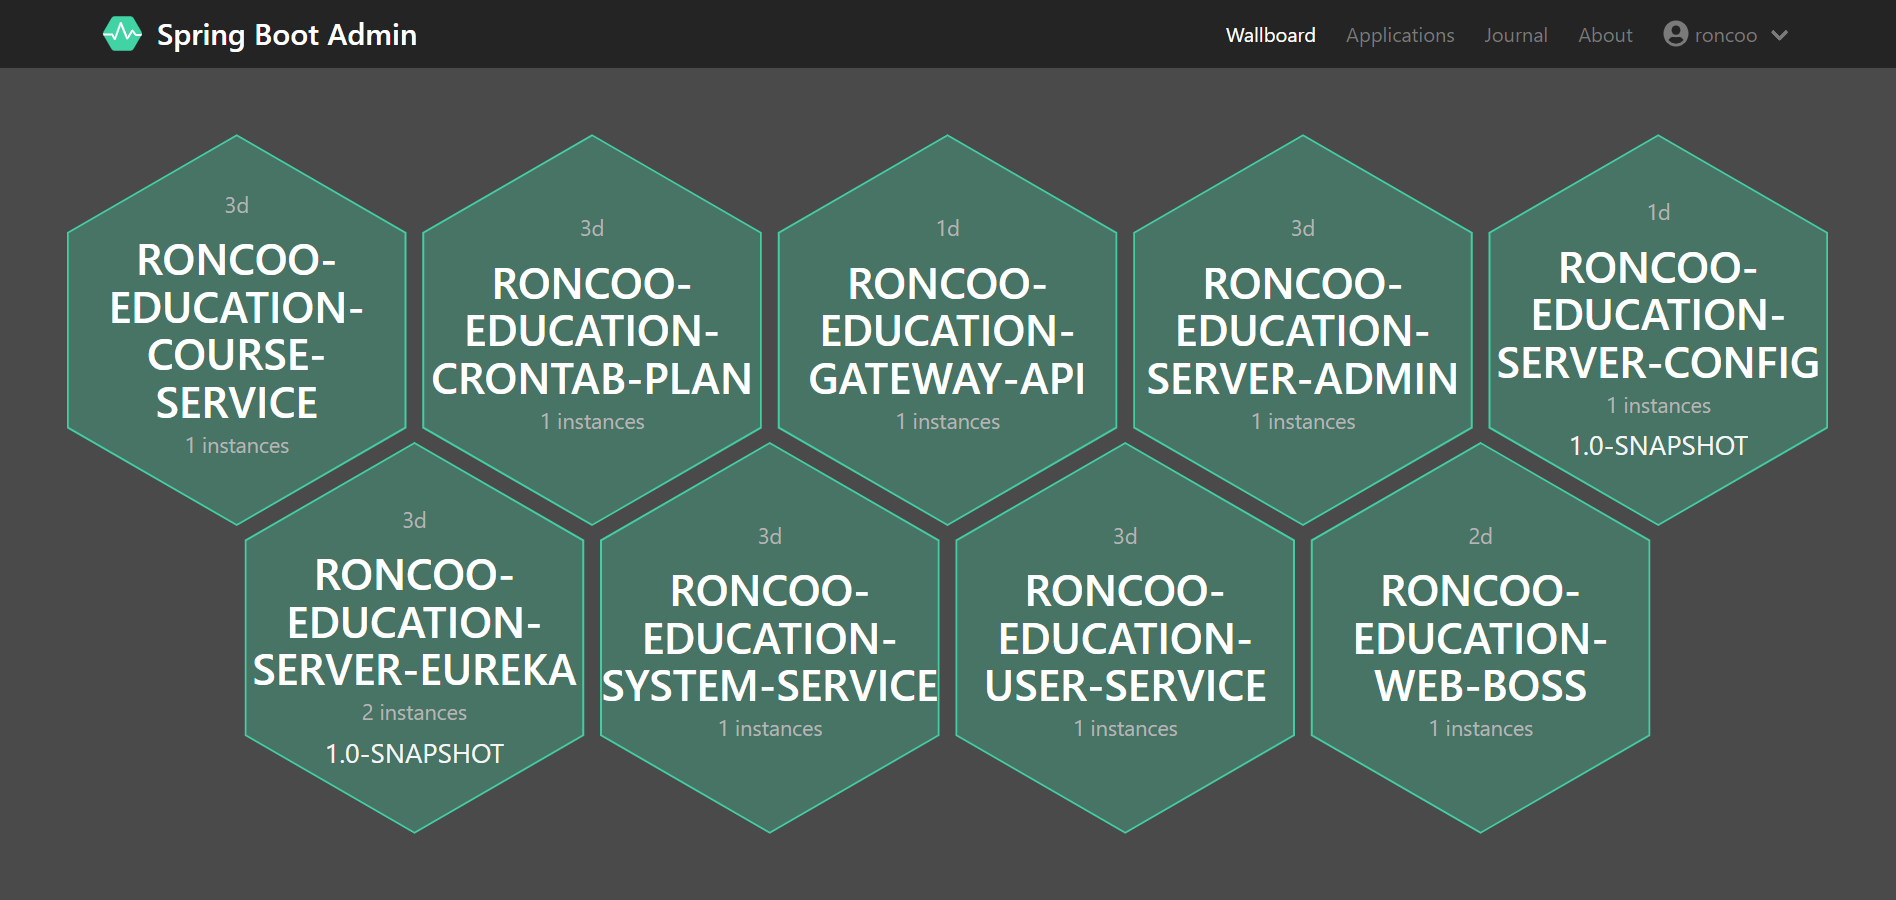 Spring Boot Admin
Wallboard Applications Journal About roncoo
3d
RONCOO-
EDUCATION-
COURSE-
SERVICE
1 instances
3d
RONCOO-
EDUCATION-
CRONTAB-PLAN
1 instances
1d
RONCOO-
EDUCATION-
GATEWAY-API
1 instances
3d
RONCOO-
EDUCATION-
SERVER-ADMIN
1 instances
1d
RONCOO-
EDUCATION-
SERVER-CONFIG
1 instances
1.0-SNAPSHOT
3d
RONCOO-
EDUCATION-
SERVER-EUREKA
2 instances
1.0-SNAPSHOT
3d
RONCOO-
EDUCATION-
SYSTEM-SERVICE
1 instances
3d
RONCOO-
EDUCATION-
USER-SERVICE
1 instances
2d
RONCOO-
EDUCATION-
WEB-BOSS
1 instances